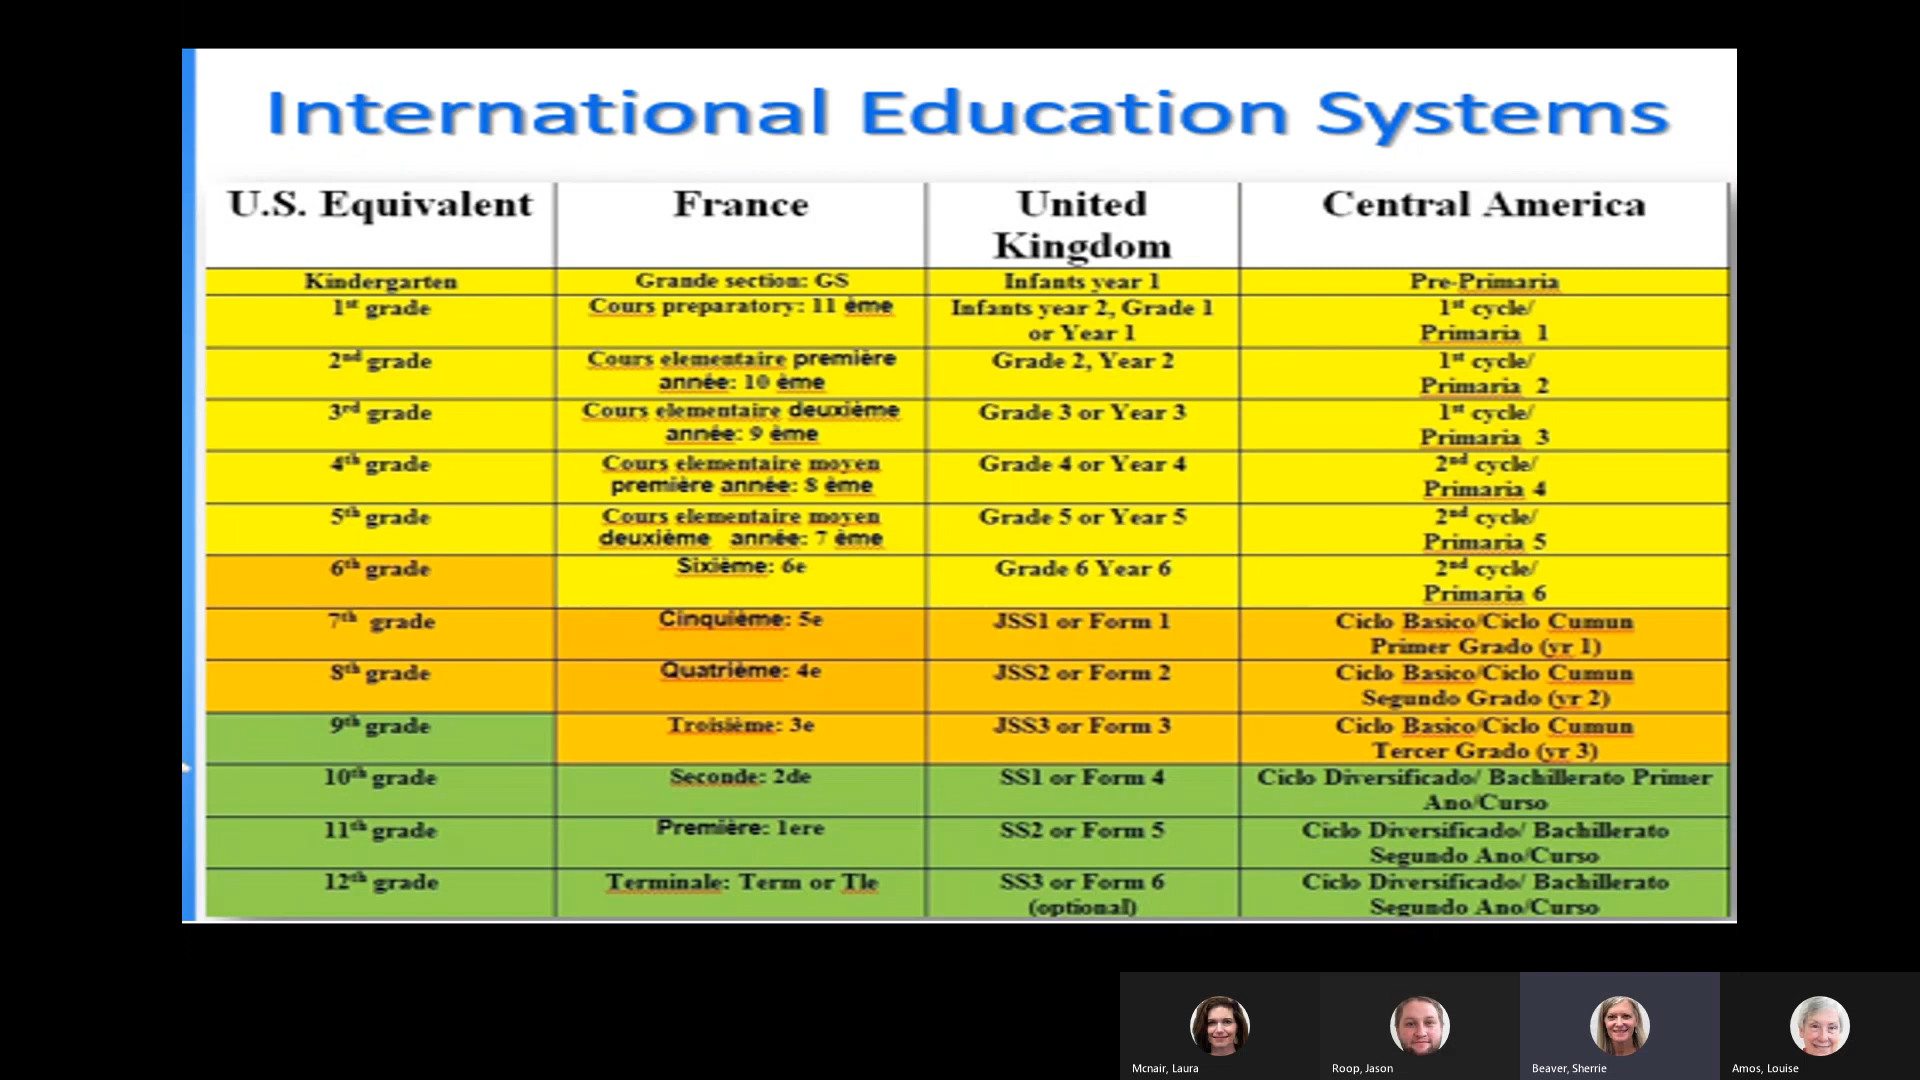 International Education Systems
U.S. Equivalent France United Central America
Kingdom
Kindergarten Grande section: GS Infants year 1 Pre-Primaria
1st grade Cours preparatory: 11 ème Infants year 2, Grade 1 1st cycle/
or Year 1 Primaria 1
2nd grade Cours elementaire première Grade 2, Year 2 1st cycle/
année: 10 ème Primaria 2
3rd grade Cours elementaire deuxième Grade 3 or Year 3 1st cycle/
année: 9 ème Primaria 3
4th grade Cours elementaire moyen Grade 4 or Year 4 2nd cycle/
première année: 8 ème Primaria 4
5th grade Cours elementaire moyen Grade 5 or Year 5 2nd cycle/
deuxième année: 7 ème Primaria 5
6th grade Sixième: 6e Grade 6 Year 6 2nd cycle/
Primaria 6
7th grade Cinquième: 5e JSS1 or Form 1 Ciclo Basico/Ciclo Cumun
Primer Grado (yr 1)
8th grade Quatrième: 4e JSS2 or Form 2 Ciclo Basico/Ciclo Cumun
Segundo Grado (yr 2)
9th grade Troisième: 3e JSS3 or Form 3 Ciclo Basico/Ciclo Cumun
Tercer Grado (yr 3)
10th grade Seconde: 2de SS1 or Form 4 Ciclo Diversificado/ Bachillerato Primer
Ano/Curso
11th grade Première: 1ere SS2 or Form 5 Ciclo Diversificado/ Bachillerato
Segundo Ano/Curso
12th grade Terminale: Term or Tle SS3 or Form 6 Ciclo Diversificado/ Bachillerato
(optional) Segundo Ano/Curso
Mcnair, Laura Roop, Jason Beaver, Sherrie Amos, Louise